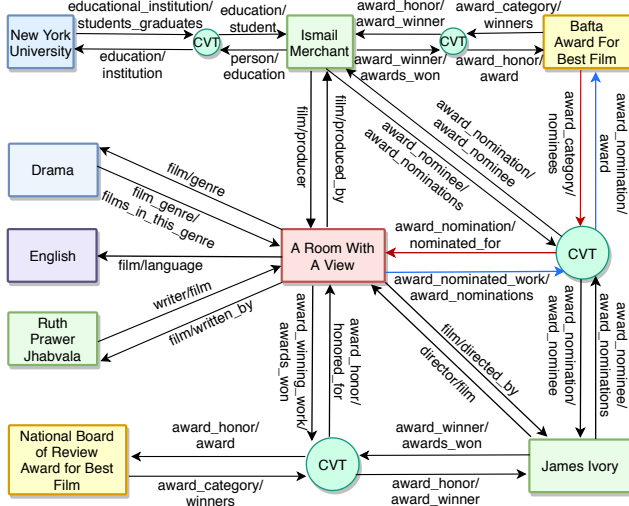 educational_institution/
students_graduates
education/
student
award_honor/
award_winner
award_category/
winners
New York
University
CVT
Ismail
Merchant
CVT
Bafta
Award For
Best Film
education/
institution
person/
education
award_winner/
awards_won
award_honor/
award
film/producer
film/produced_by
award_nomination/
award_nominee
award_nominee/
award_nominations
award_category/
nominees
award_nomination/
award
Drama
film/genre
film_genre/
films_in_this_genre
English
film/language
A Room With
A View
award_nomination/
nominated_for
CVT
award_nominated_work/
award_nominations
writer/film
film/written_by
Ruth
Prawer
Jhabvala
award_winning_work/
awards_won
award_honor/
honored_for
film/directed_by
director/film
award_nomination/
award_nominee
award_nominee/
award_nominations
National Board
of Review
Award for Best
Film
award_honor/
award
CVT
award_winner/
awards_won
James Ivory
award_category/
winners
award_honor/
award_winner